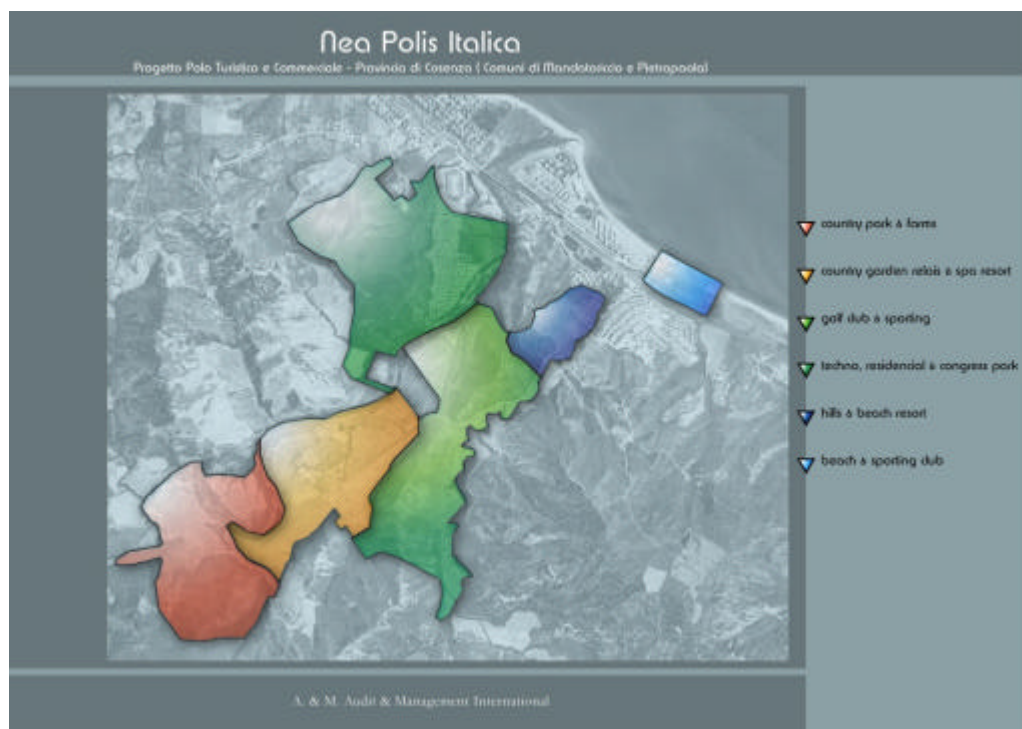 Nea Polis Italica
Progetto Polo Turistico e Commerciale - Provincia di Cosenza ( Comuni di Mandatoriccio e Pietrapaola)
country park & farms
country garden relais & spa resort
golf club & sporting
techno, residencial & congress park
hills & beach resort
beach & sporting club
A. & M. Audit & Management International